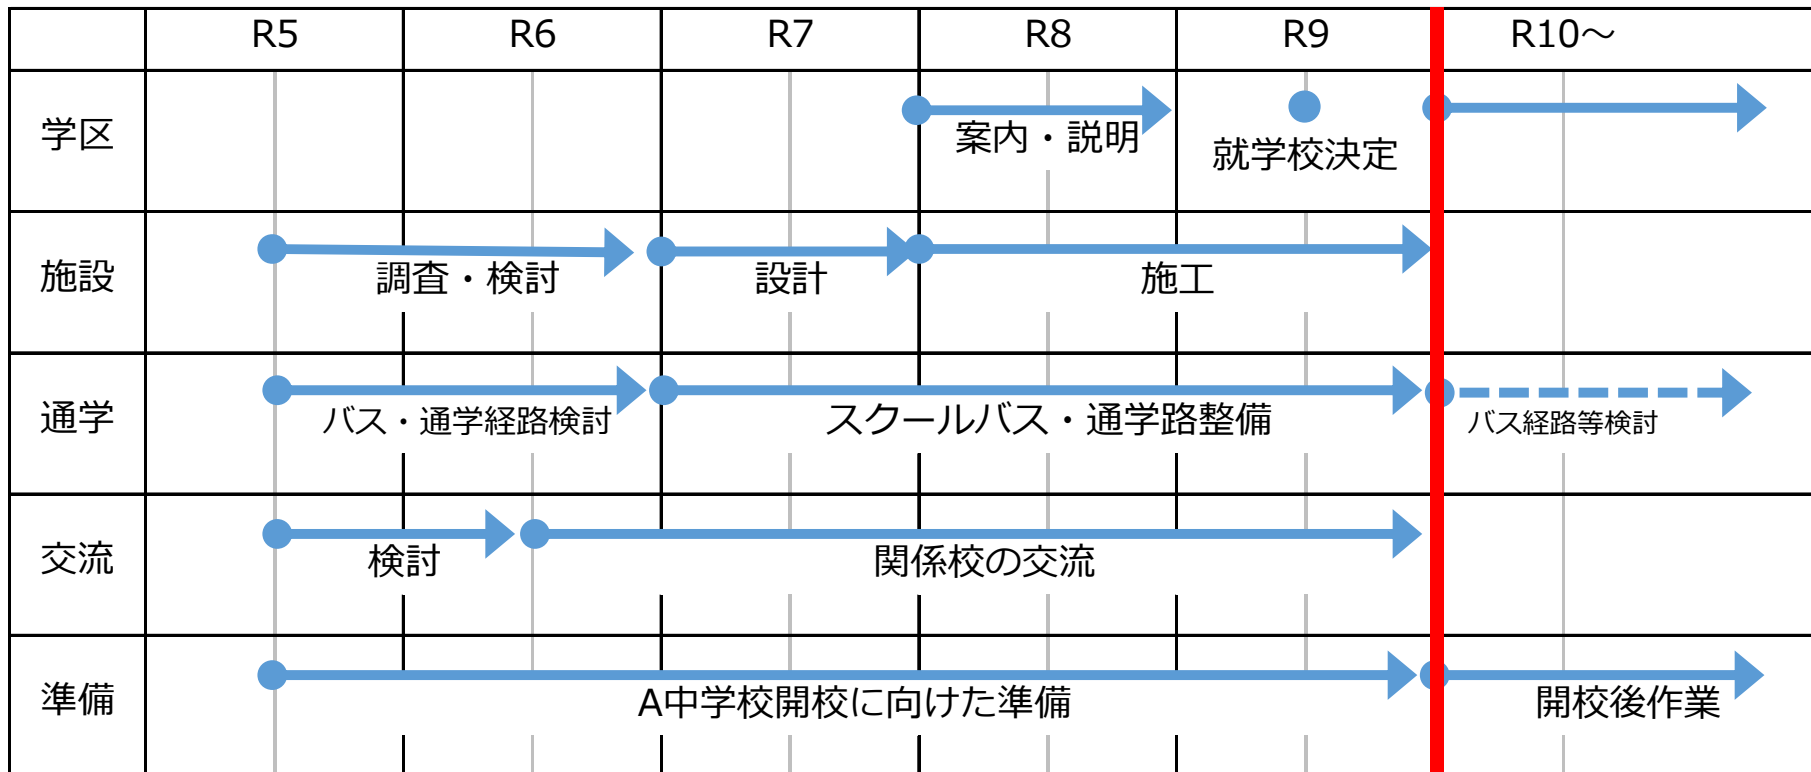 R5 R6 R7 R8 R9 R10～
学区
案内・説明
就学校決定
施設
調査・検討
設計
施工
通学
バス・通学経路検討
スクールバス・通学路整備
バス経路等検討
交流
検討
関係校の交流
準備
A中学校開校に向けた準備
開校後作業